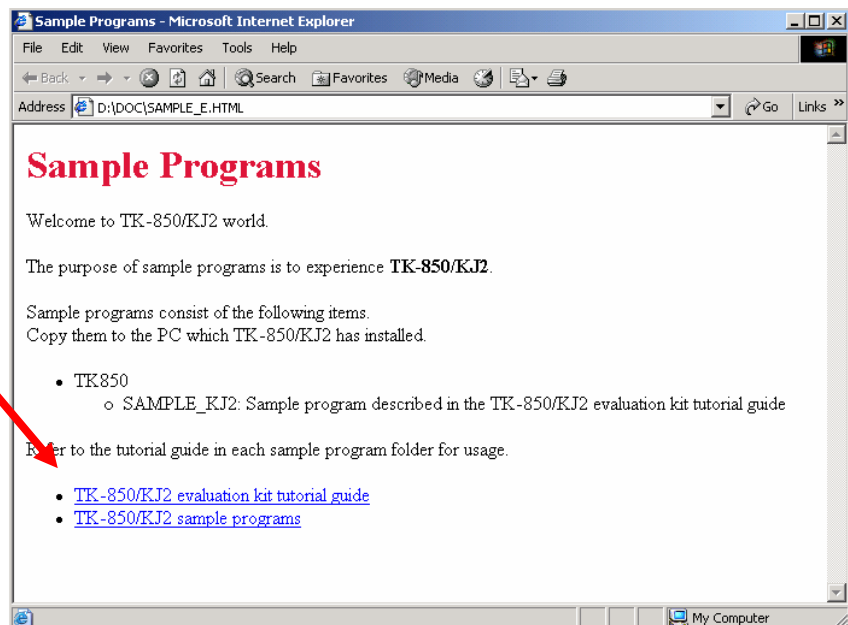 Sample Programs - Microsoft Internet Explorer
File Edit View Favorites Tools Help
Back Search Favorites Media
Address D:\DOC\SAMPLE_E.HTML Go Links »
Sample Programs
Welcome to TK-850/KJ2 world.
The purpose of sample programs is to experience TK-850/KJ2.
Sample programs consist of the following items.
Copy them to the PC which TK-850/KJ2 has installed.
• TK850
o SAMPLE_KJ2: Sample program described in the TK-850/KJ2 evaluation kit tutorial guide
Refer to the tutorial guide in each sample program folder for usage.
• TK-850/KJ2 evaluation kit tutorial guide
• TK-850/KJ2 sample programs
My Computer